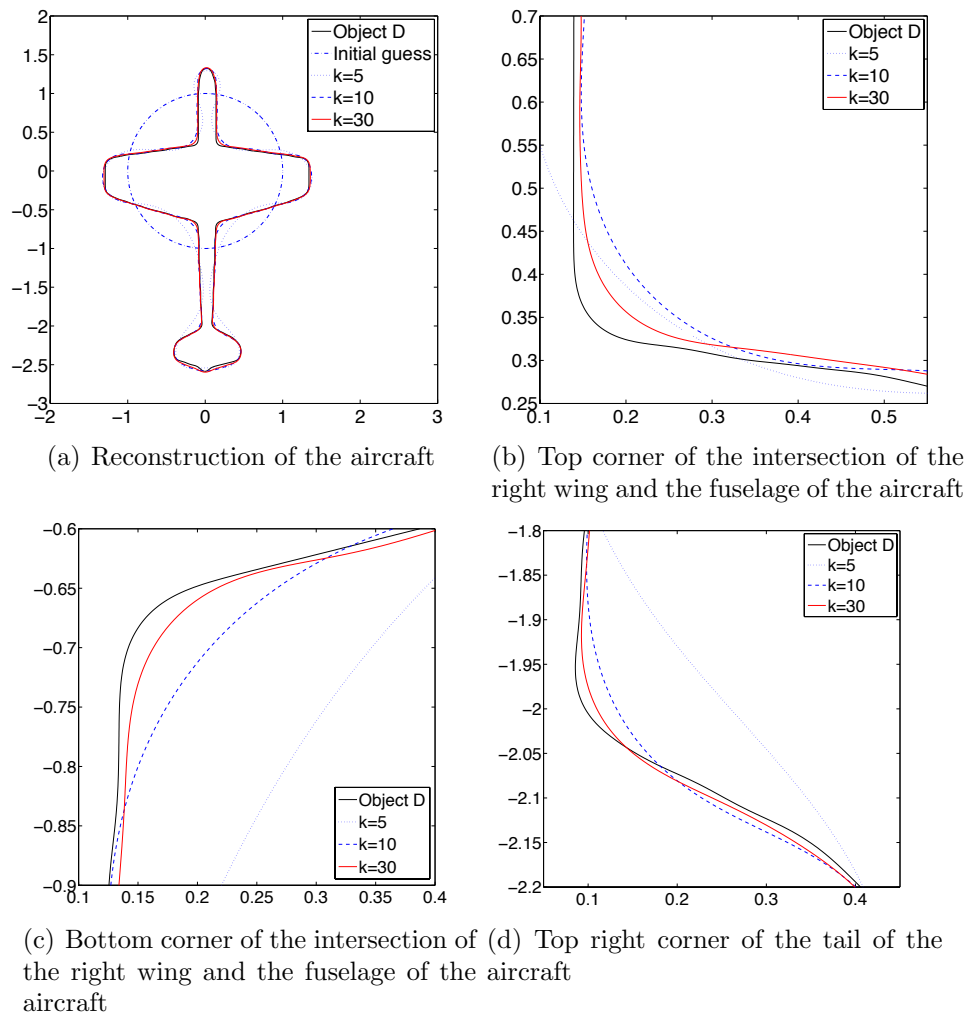 2
1.5
1
0.5
0
−0.5
−1
−1.5
−2
−2.5
−3
−2 −1 0 1 2 3
Object D
Initial guess
k=5
k=10
k=30
(a) Reconstruction of the aircraft
0.7
0.65
0.6
0.55
0.5
0.45
0.4
0.35
0.3
0.25
0.1 0.2 0.3 0.4 0.5
Object D
k=5
k=10
k=30
(b) Top corner of the intersection of the
right wing and the fuselage of the aircraft
−0.6
−0.65
−0.7
−0.75
−0.8
−0.85
−0.9
0.1 0.15 0.2 0.25 0.3 0.35 0.4
Object D
k=5
k=10
k=30
(c) Bottom corner of the intersection of
the right wing and the fuselage of the aircraft
aircraft
−1.8
−1.85
−1.9
−1.95
−2
−2.05
−2.1
−2.15
−2.2
0.1 0.2 0.3 0.4
Object D
k=5
k=10
k=30
(d) Top right corner of the tail of the